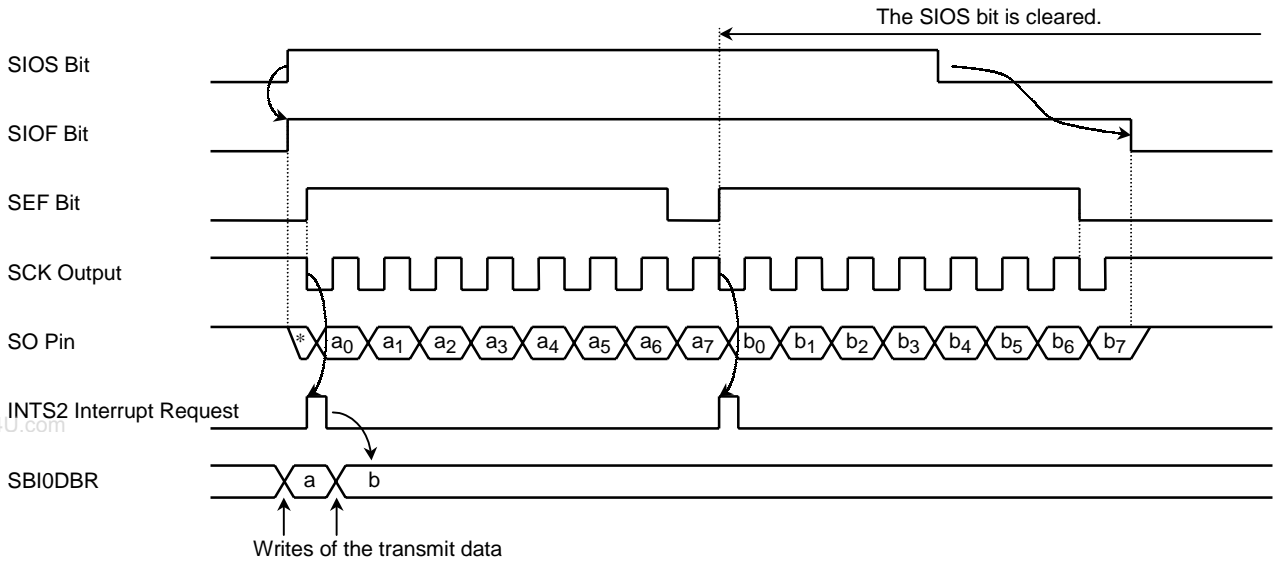 The SIOS bit is cleared.
SIOS Bit
SIOF Bit
SEF Bit
SCK Output
SO Pin
* a0 a1 a2 a3 a4 a5 a6 a7 b0 b1 b2 b3 b4 b5 b6 b7
INTS2 Interrupt Request
U.com
SBI0DBR
a b
Writes of the transmit data